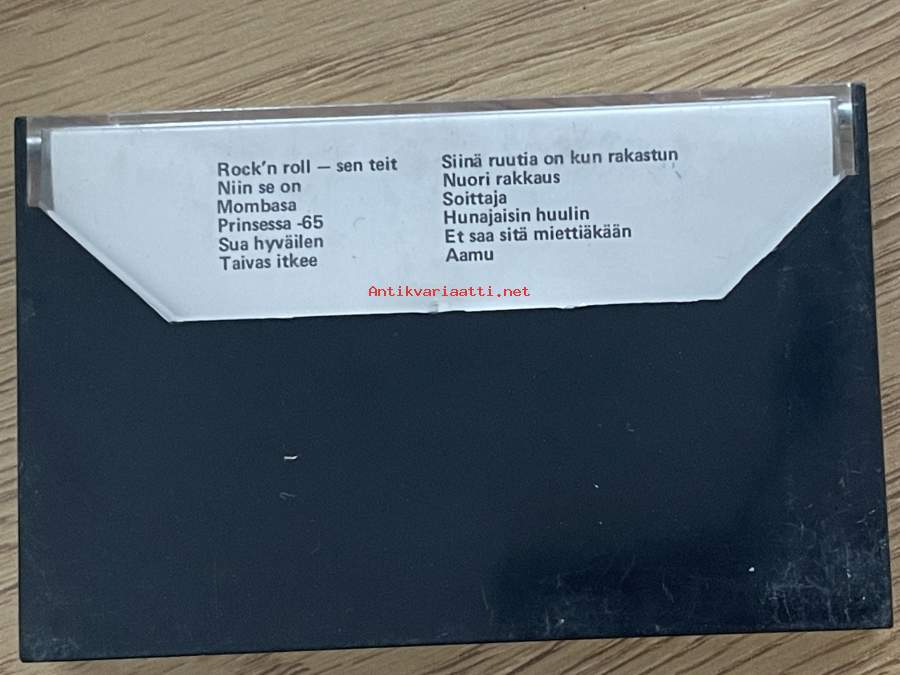 Rock'n roll – sen teit
Niin se on
Mombasa
Prinsessa -65
Sua hyväilen
Taivas itkee
Siinä ruutia on kun rakastun
Nuori rakkaus
Soittaja
Hunajaisin huulin
Et saa sitä miettiäkään
Aamu
Antikvariaatti.net